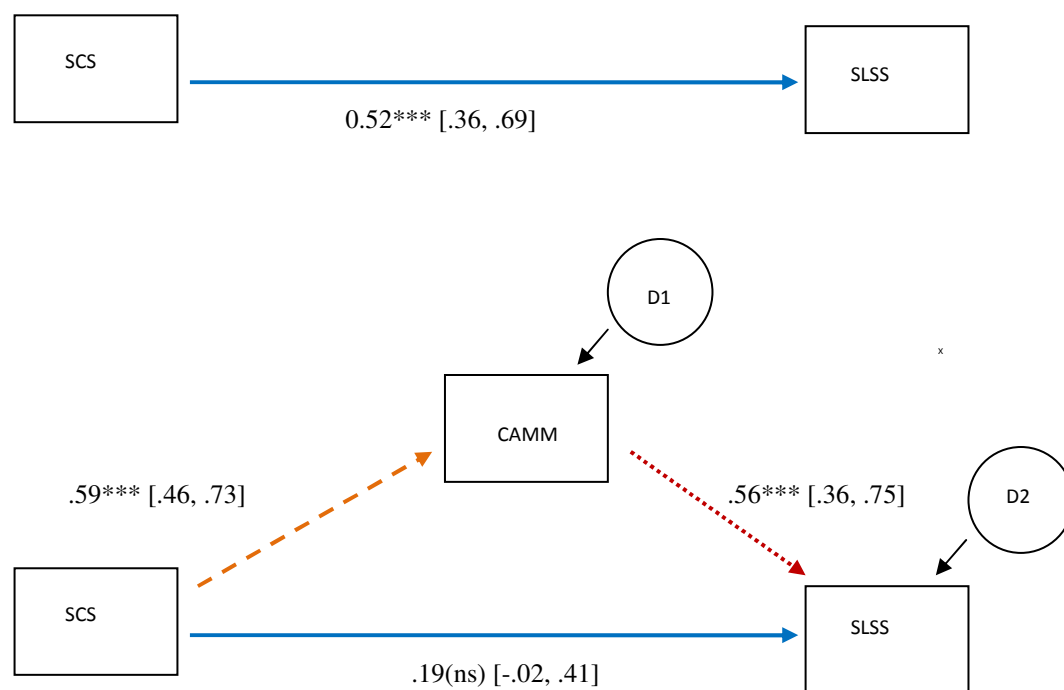 SCS
SLSS
0.52*** [.36, .69]
D1
x
CAMM
.59*** [.46, .73]
.56*** [.36, .75]
D2
SCS
SLSS
.19(ns) [-.02, .41]